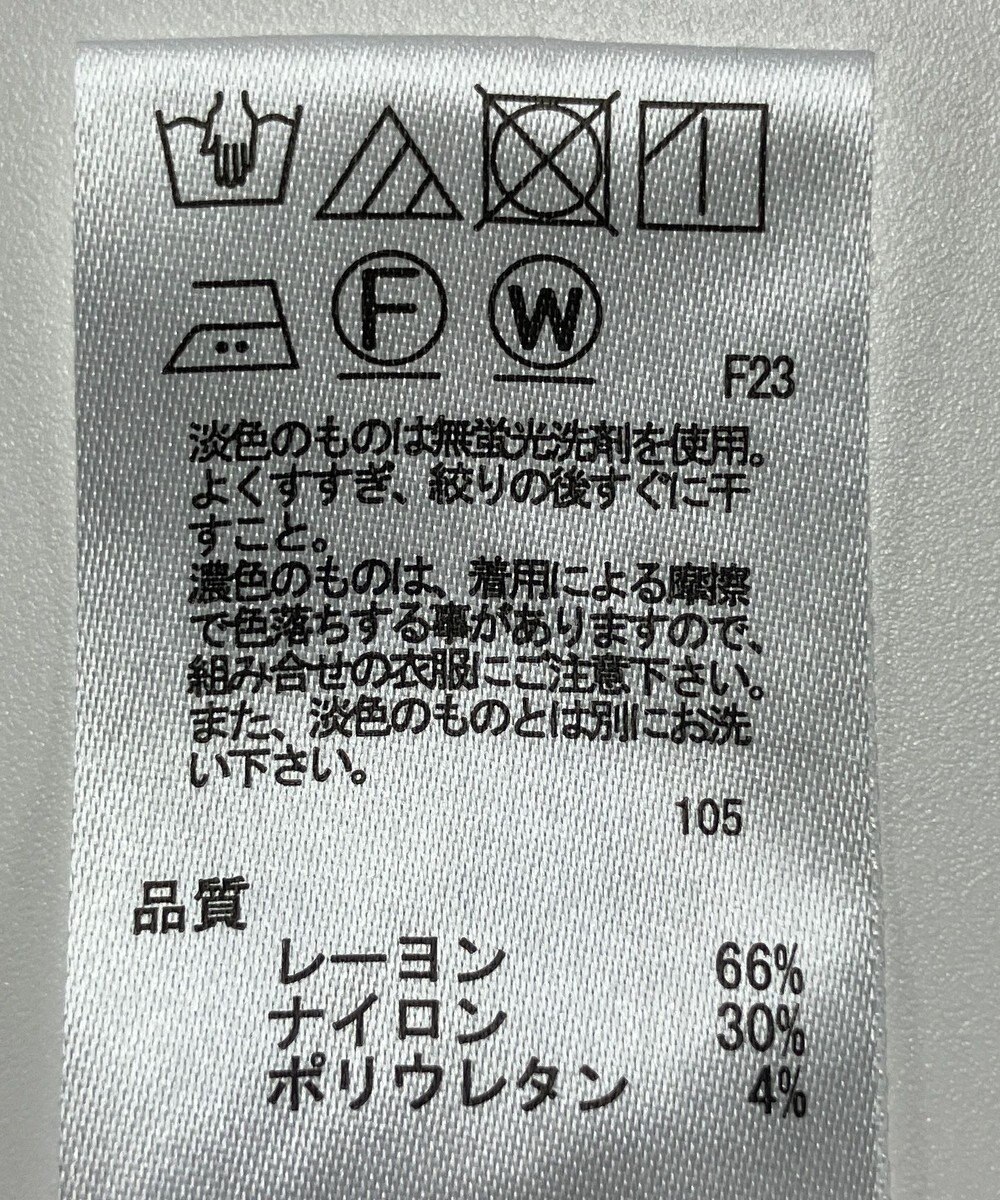 F
W
F23
淡色のものは無蛍光洗剤を使用。
よくすすぎ、絞りの後すぐに干
すこと。
濃色のものは、着用による摩擦
で色落ちする事がありますので、
組み合せの衣服にご注意下さい。
また、淡色のものとは別にお洗
い下さい。
105
品質
レーヨン 66%
ナイロン 30%
ポリウレタン 4%